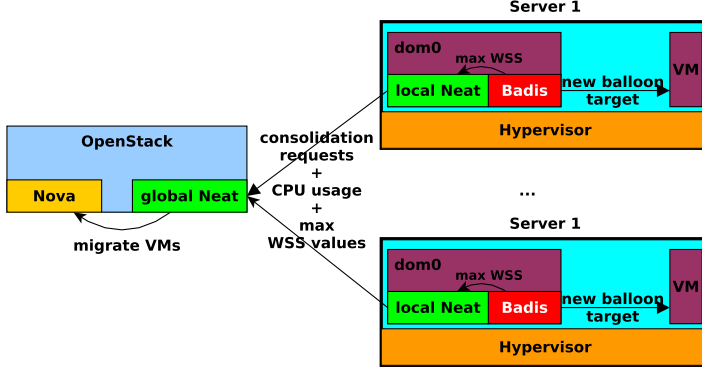 Server 1
dom0
max WSS
local Neat
Badis
new balloon
target
VM
Hypervisor
OpenStack
Nova
global Neat
migrate VMs
consolidation
requests
+
CPU usage
+
max
WSS values
...
Server 1
dom0
max WSS
local Neat
Badis
new balloon
target
VM
Hypervisor